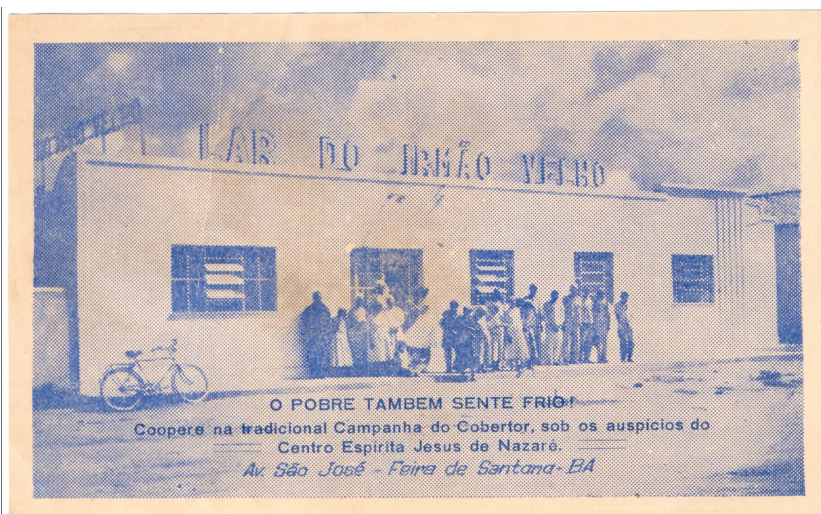 LAR DO IRMÃO VELHO
O POBRE TAMBEM SENTE FRIO!
Coopere na tradicional Campanha do Cobertor, sob os auspícios do
Centro Espírita Jesus de Nazaré.
Av. São José - Feira de Santana - BA